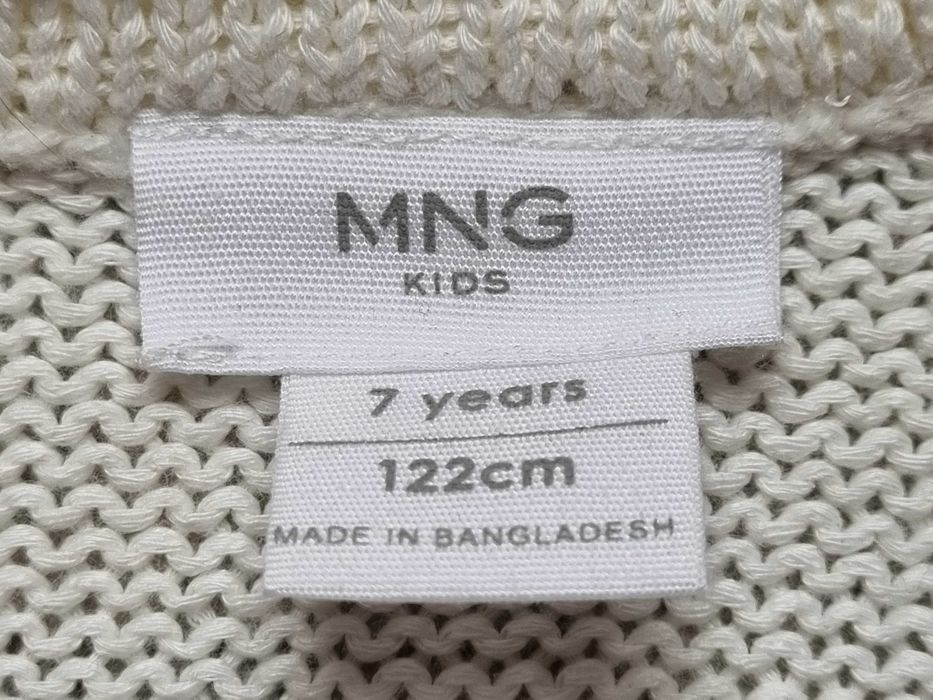 MNG
KIDS
7 years
122cm
MADE IN BANGLADESH